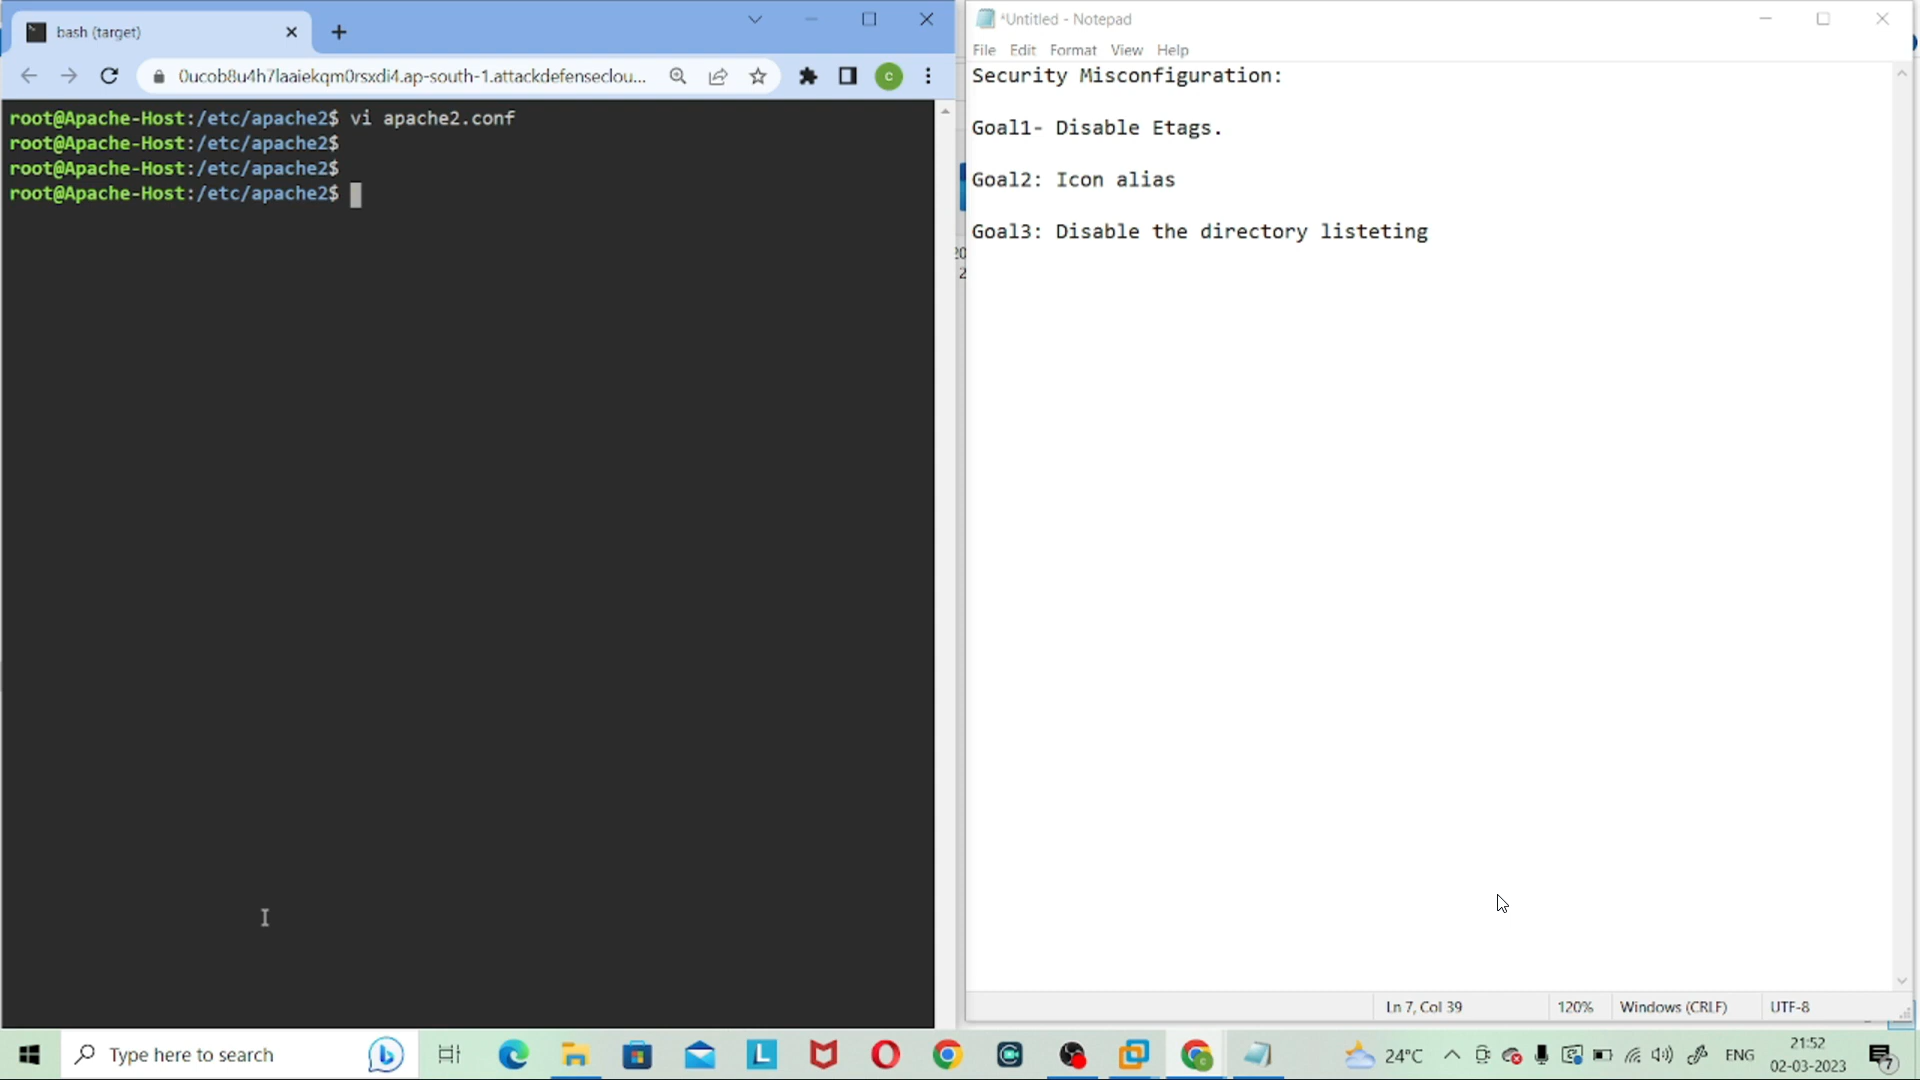 bash (target)
0ucob8u4h7laaiekqm0rsxdi4.ap-south-1.attackdefenseclou...
c
root@Apache-Host:/etc/apache2$ vi apache2.conf
root@Apache-Host:/etc/apache2$
root@Apache-Host:/etc/apache2$
root@Apache-Host:/etc/apache2$
*Untitled - Notepad
File Edit Format View Help
Security Misconfiguration:
Goal1- Disable Etags.
Goal2: Icon alias
Goal3: Disable the directory listeting
Ln 7, Col 39
120%
Windows (CRLF)
UTF-8
Type here to search
24°C
ENG
21:52
02-03-2023
7